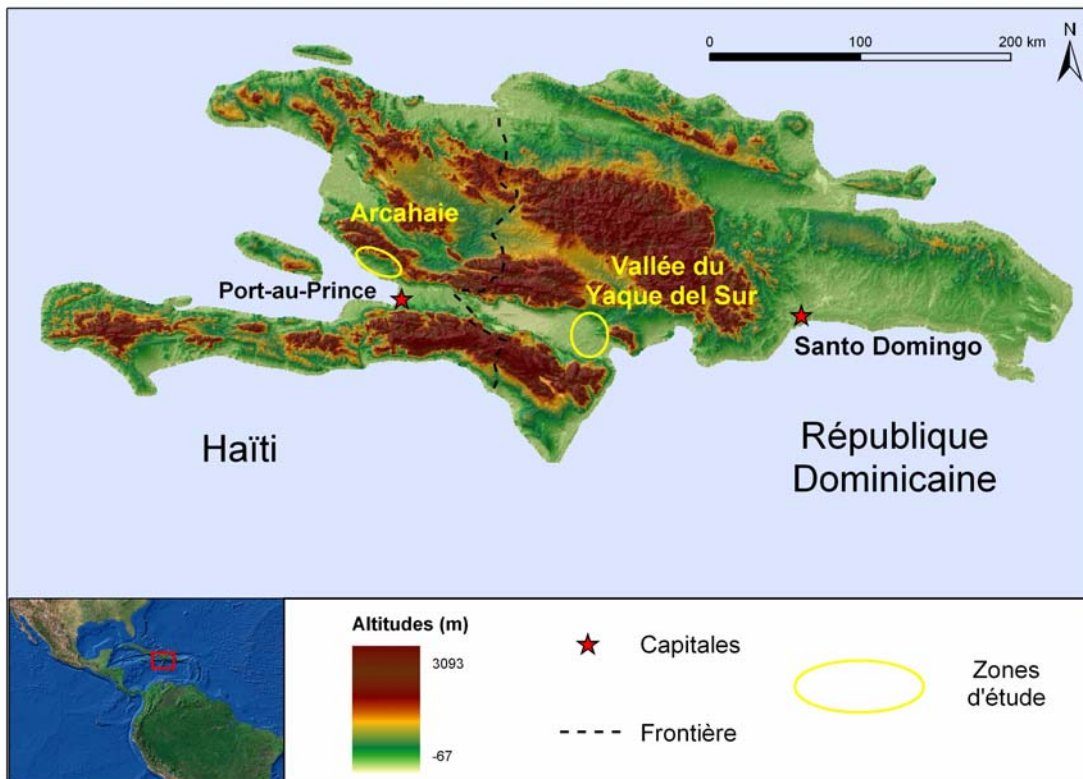 N
0 100 200 km
Arcahaie
Port-au-Prince
Vallée du
Yaque del Sur
Santo Domingo
Haïti
République
Dominicaine
Altitudes (m)
3093
-67
Capitales
Frontière
Zones
d'étude